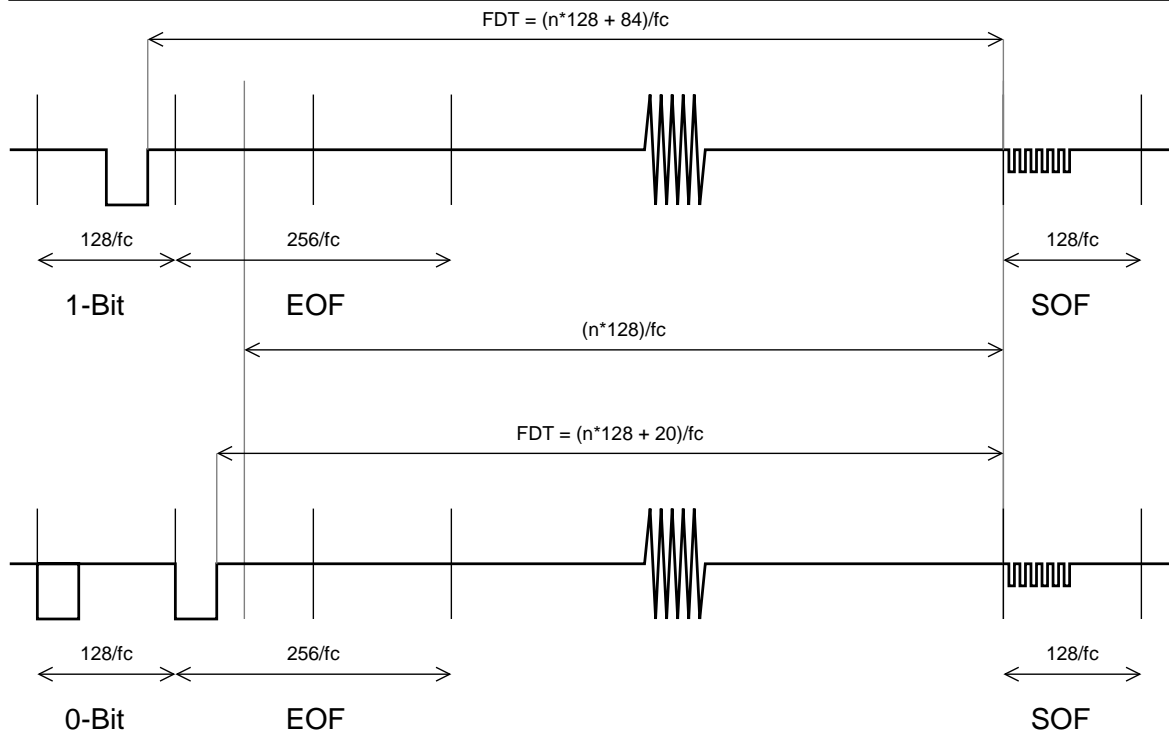 FDT = (n*128 + 84)/fc
128/fc
256/fc
128/fc
1-Bit
EOF
SOF
(n*128)/fc
FDT = (n*128 + 20)/fc
128/fc
256/fc
128/fc
0-Bit
EOF
SOF